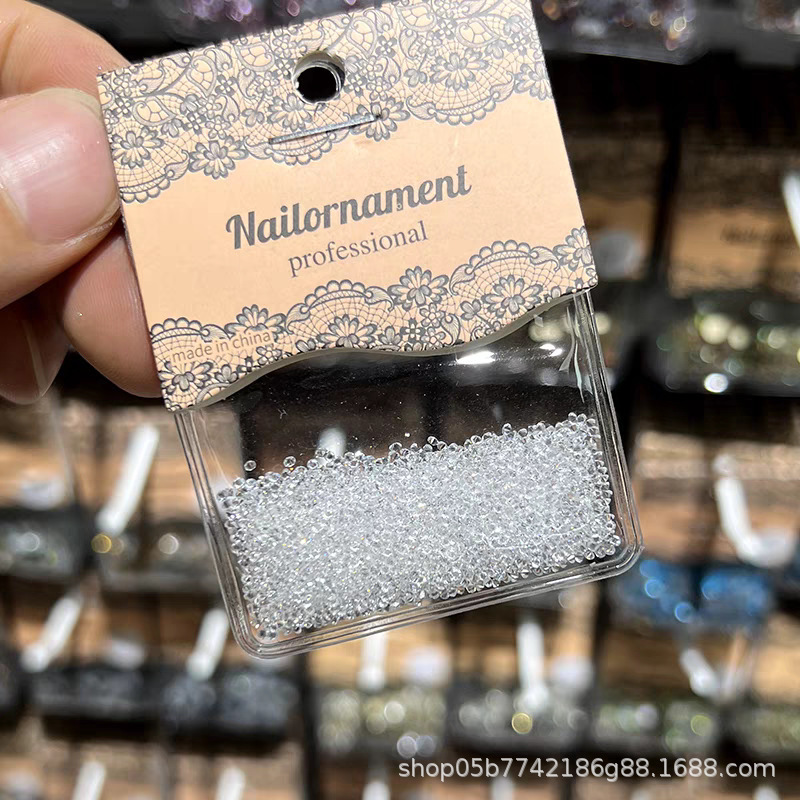 Nailornament
professional
made in china
shop05b7742186g88.1688.com